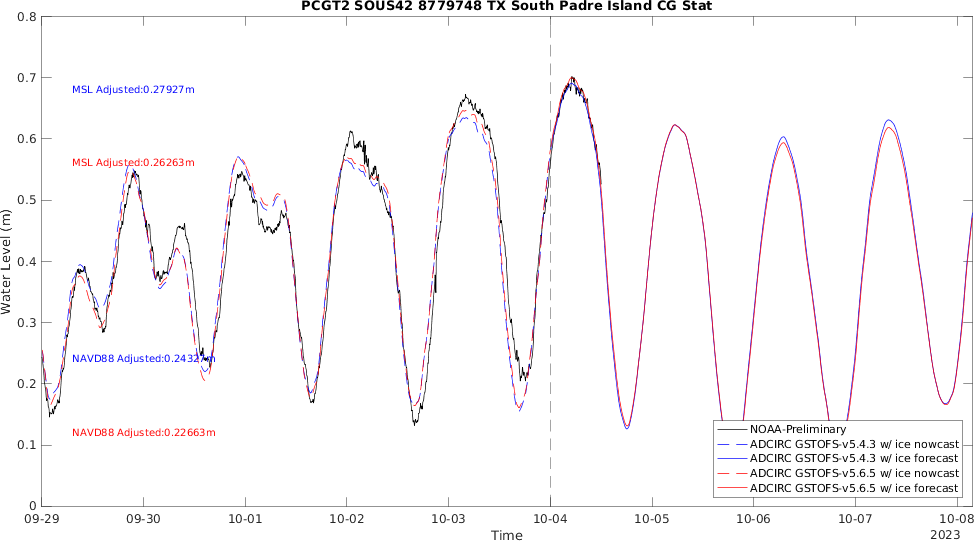 PCGT2 SOUS42 8779748 TX South Padre Island CG Stat
0.8
0.7
0.6
0.5
0.4
0.3
0.2
0.1
0
Water Level (m)
MSL Adjusted:0.27927m
MSL Adjusted:0.26263m
NAVD88 Adjusted:0.2432 m
NAVD88 Adjusted:0.22663m
NOAA-Preliminary
ADCIRC GSTOFS-v5.4.3 w/ ice nowcast
ADCIRC GSTOFS-v5.4.3 w/ ice forecast
ADCIRC GSTOFS-v5.6.5 w/ ice nowcast
ADCIRC GSTOFS-v5.6.5 w/ ice forecast
09-29 09-30 10-01 10-02 10-03 10-04 10-05 10-06 10-07 10-08
2023
Time